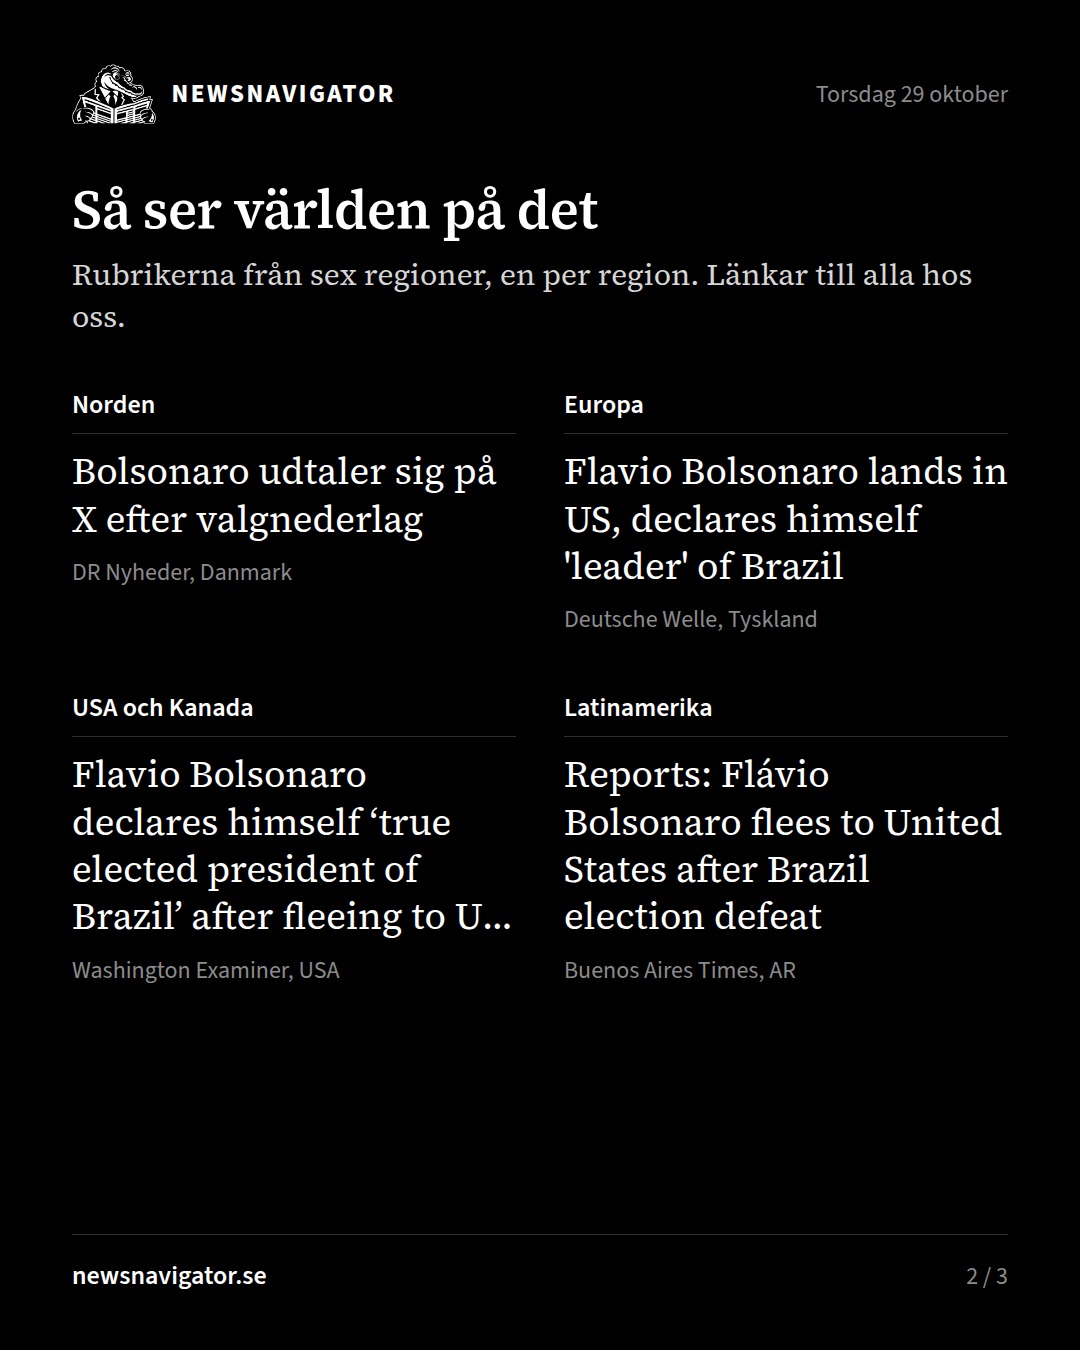 NEWSNAVIGATOR
Torsdag 29 oktober
Så ser världen på det
Rubrikerna från sex regioner, en per region. Länkar till alla hos
oss.
Norden
Bolsonaro udtaler sig på
X efter valgnederlag
DR Nyheder, Danmark
Europa
Flavio Bolsonaro lands in
US, declares himself
'leader' of Brazil
Deutsche Welle, Tyskland
USA och Kanada
Flavio Bolsonaro
declares himself ‘true
elected president of
Brazil’ after fleeing to U...
Washington Examiner, USA
Latinamerika
Reports: Flávio
Bolsonaro flees to United
States after Brazil
election defeat
Buenos Aires Times, AR
newsnavigator.se
2 / 3